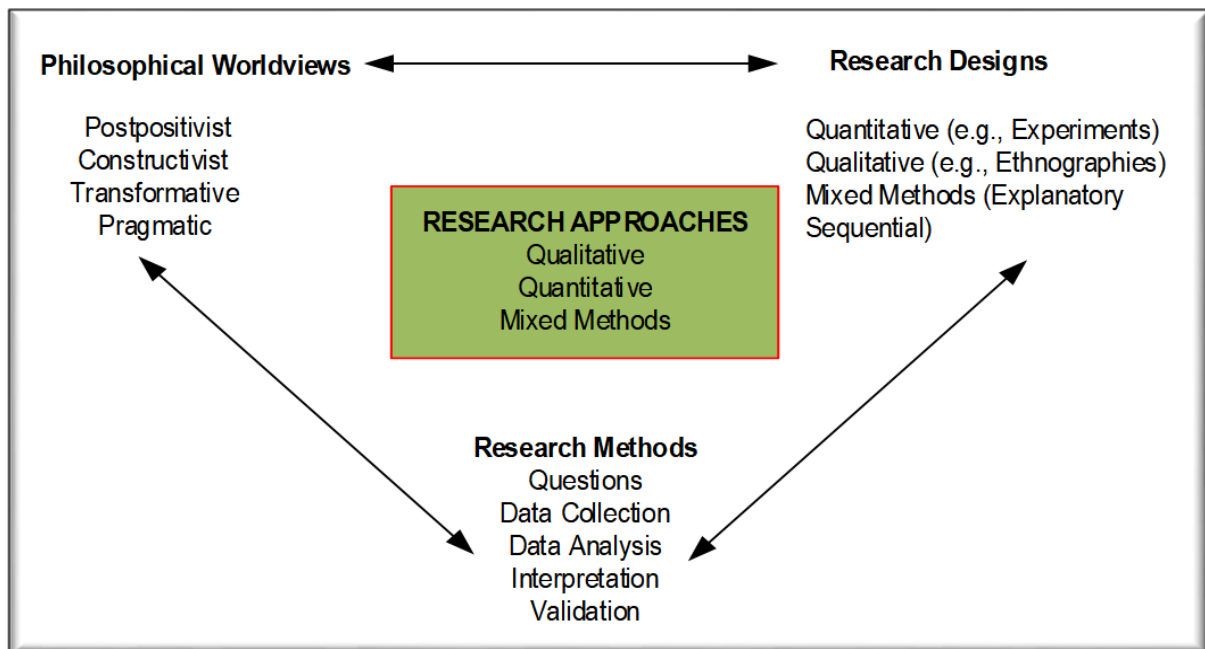 Philosophical Worldviews
Postpositivist
Constructivist
Transformative
Pragmatic
Research Designs
Quantitative (e.g., Experiments)
Qualitative (e.g., Ethnographies)
Mixed Methods (Explanatory
Sequential)
RESEARCH APPROACHES
Qualitative
Quantitative
Mixed Methods
Research Methods
Questions
Data Collection
Data Analysis
Interpretation
Validation